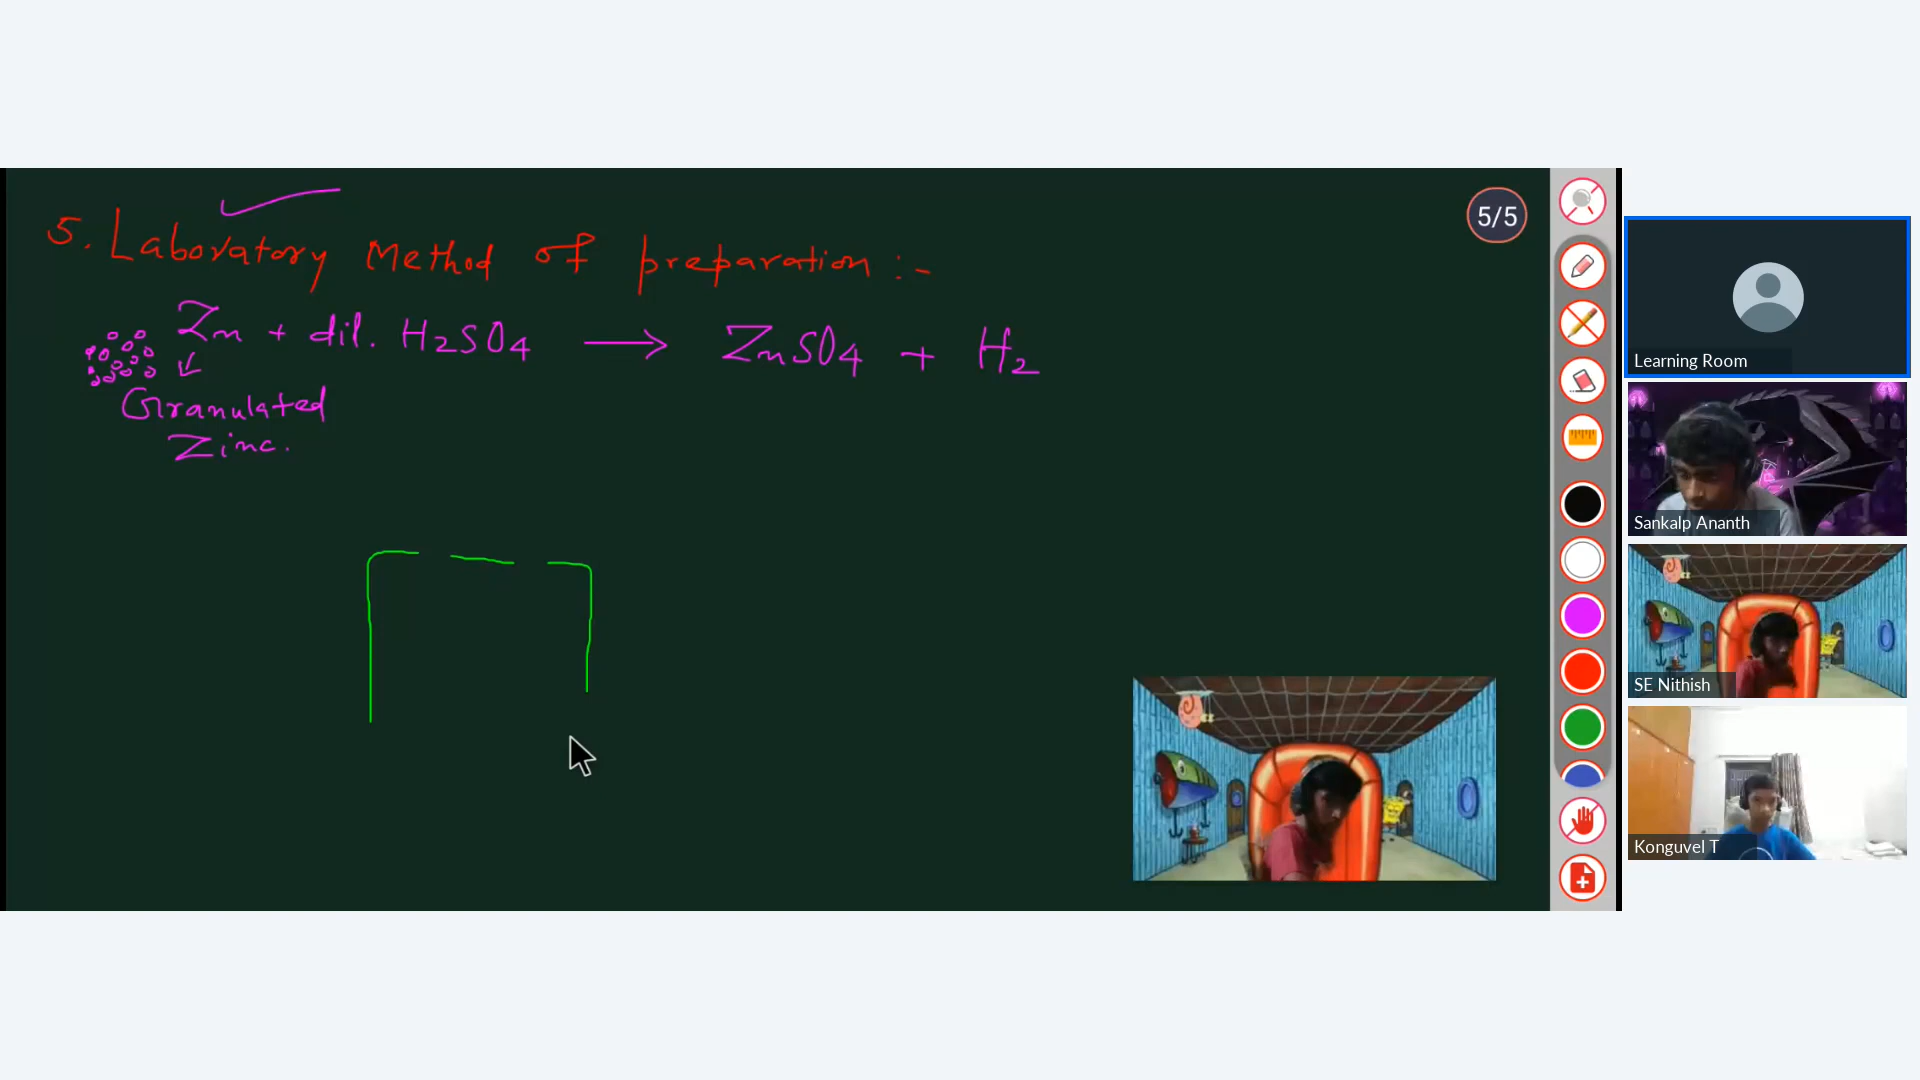 5. Laboratory Method of preparation :-
5/5
Zn + dil. H2SO4 → ZnSO4 + H2
Granulated
Zinc.
Learning Room
Sankalp Ananth
SE Nithish
Konguvel T